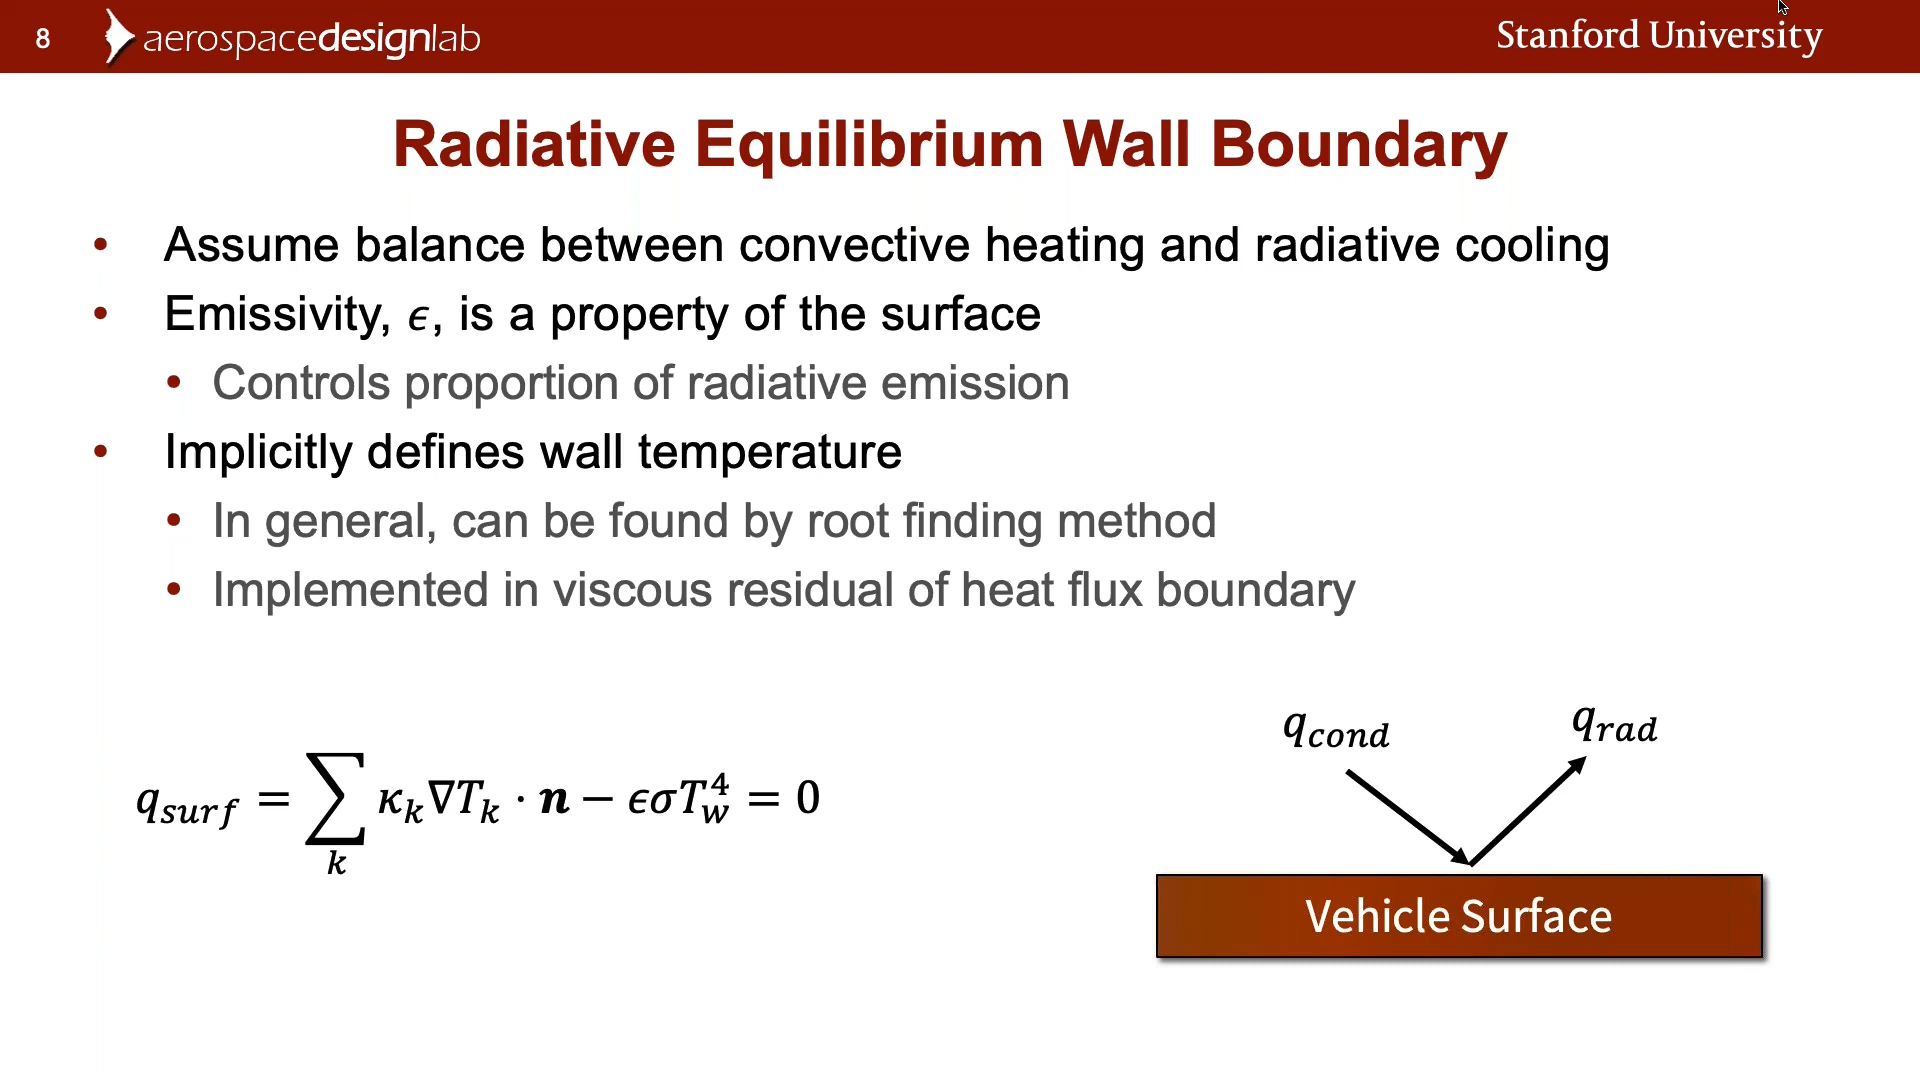 8
aerospacedesignlab
Stanford University
Radiative Equilibrium Wall Boundary
• Assume balance between convective heating and radiative cooling
• Emissivity, ϵ, is a property of the surface
• Controls proportion of radiative emission
• Implicitly defines wall temperature
• In general, can be found by root finding method
• Implemented in viscous residual of heat flux boundary
q_surf = ∑_k κ_k ∇T_k · n − ϵσT_w^4 = 0
q_cond
q_rad
Vehicle Surface